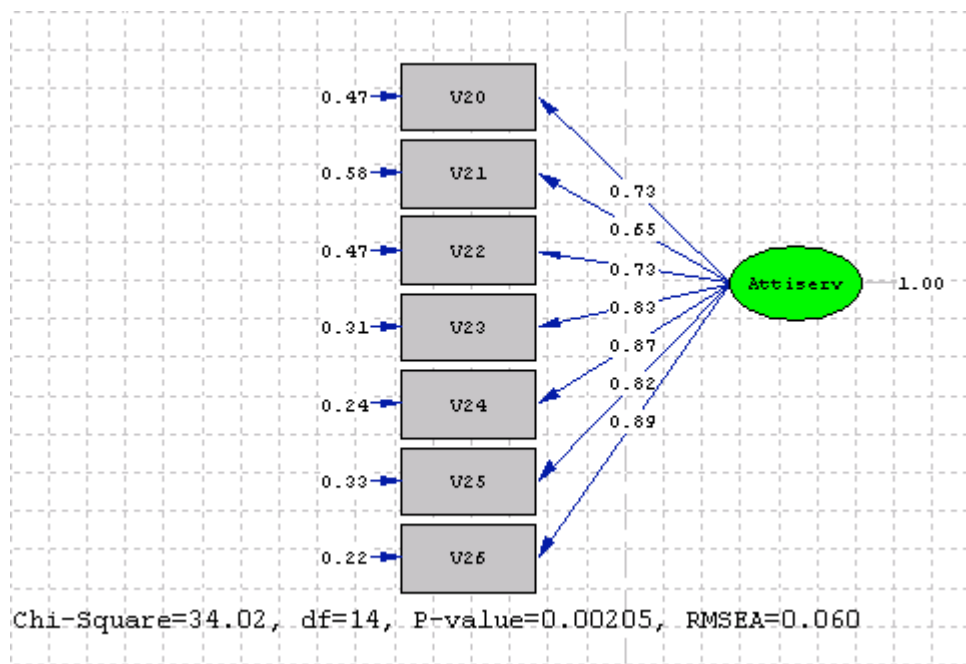 0.47 V20
0.73
0.58 V21
0.65
0.47 V22
0.73
Attiserv 1.00
0.83
0.31 V23
0.87
0.82
0.24 V24
0.89
0.33 V25
0.22 V26
Chi-Square=34.02, df=14, P-value=0.00205, RMSEA=0.060